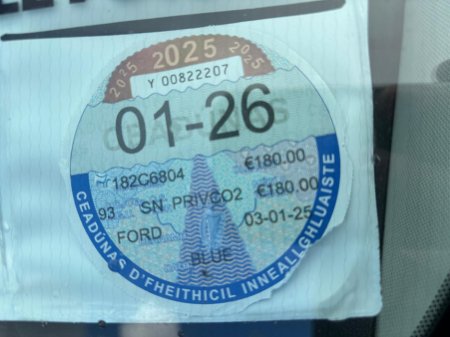 2025 2025 2025
Y 00822207
01-26
182C6804 €180.00
93 SN PRIVCO2 €180.00
FORD 03-01-25
BLUE
CEADÚNAS D'FHEITHICIL INNEALLGHLUAISTE